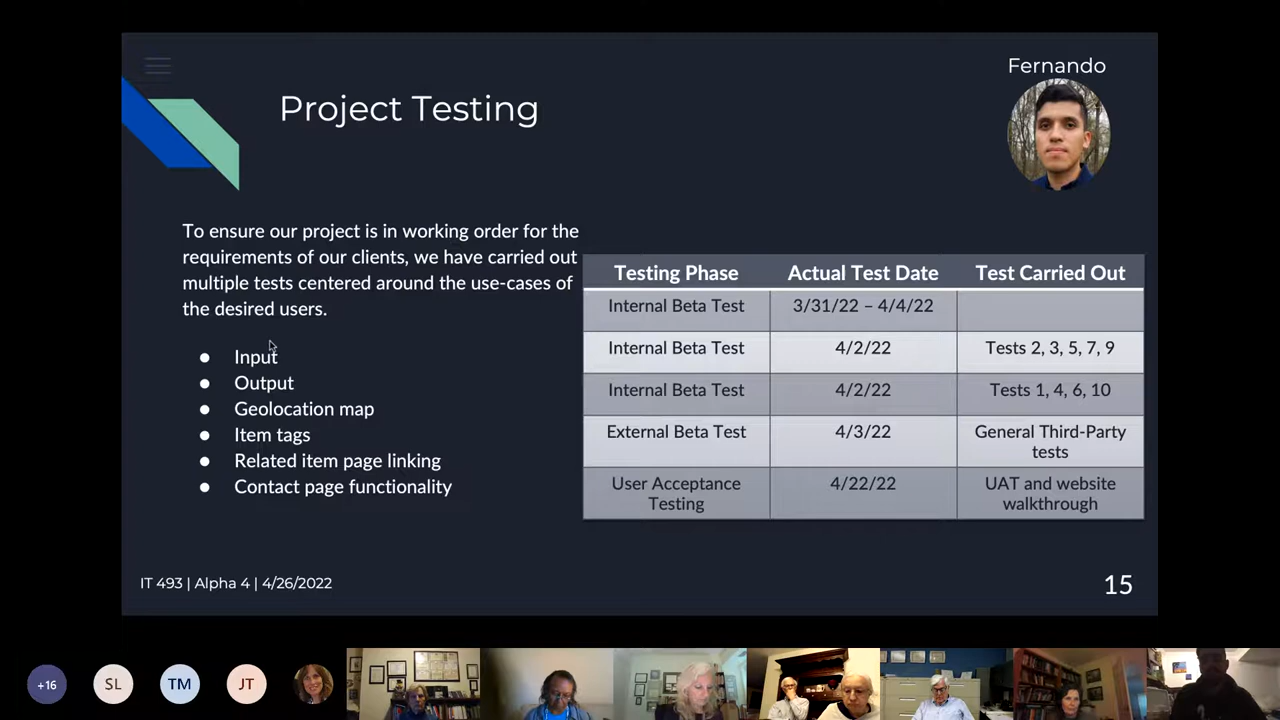 Fernando
Project Testing
To ensure our project is in working order for the
requirements of our clients, we have carried out
multiple tests centered around the use-cases of
the desired users.
● Input
● Output
● Geolocation map
● Item tags
● Related item page linking
● Contact page functionality
Testing Phase Actual Test Date Test Carried Out
Internal Beta Test 3/31/22 – 4/4/22
Internal Beta Test 4/2/22 Tests 2, 3, 5, 7, 9
Internal Beta Test 4/2/22 Tests 1, 4, 6, 10
External Beta Test 4/3/22 General Third-Party
tests
User Acceptance 4/22/22 UAT and website
Testing walkthrough
IT 493 | Alpha 4 | 4/26/2022
15
+16 SL TM JT